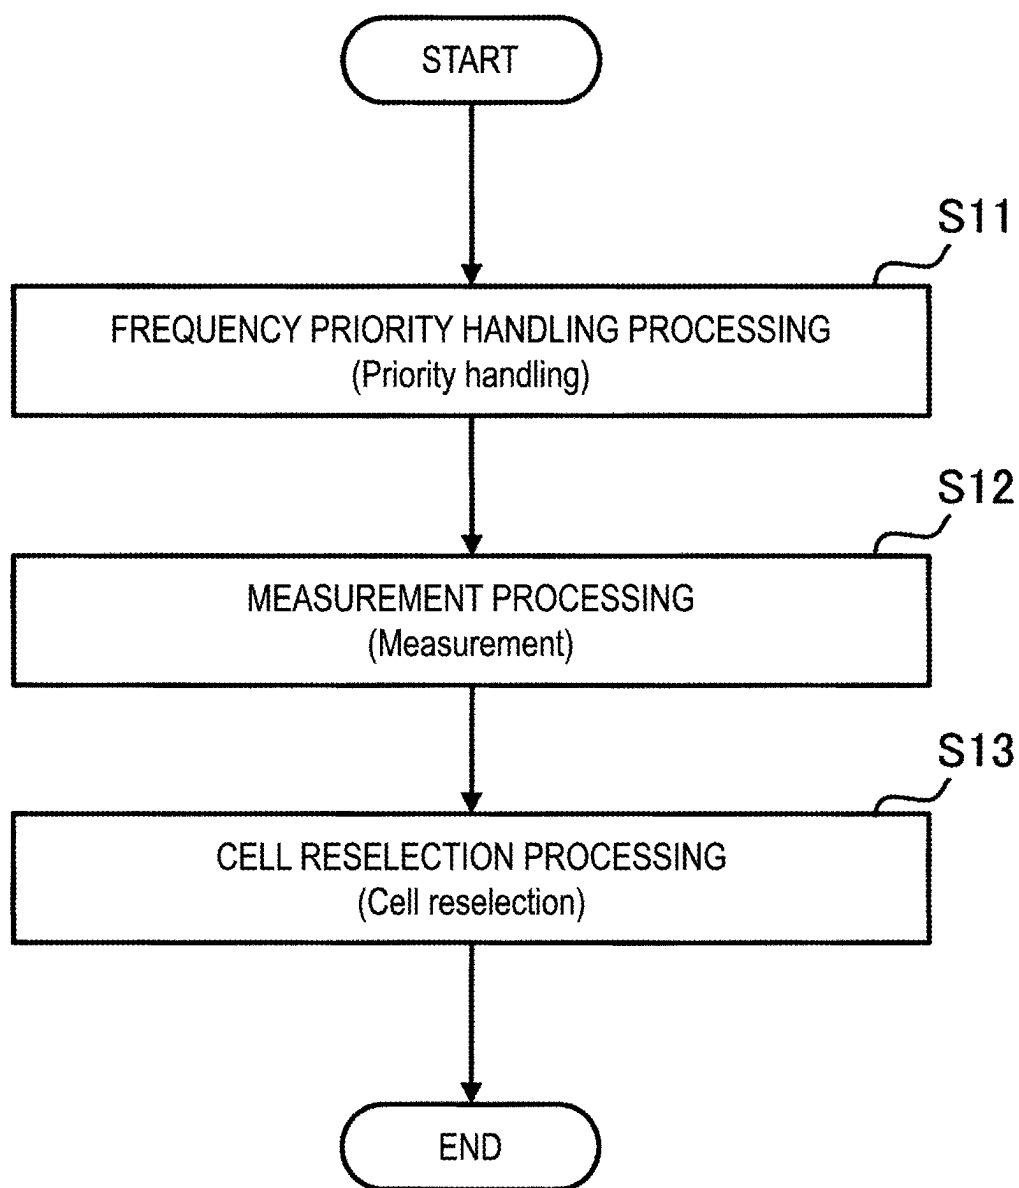 START
S11
FREQUENCY PRIORITY HANDLING PROCESSING
(Priority handling)
S12
MEASUREMENT PROCESSING
(Measurement)
S13
CELL RESELECTION PROCESSING
(Cell reselection)
END